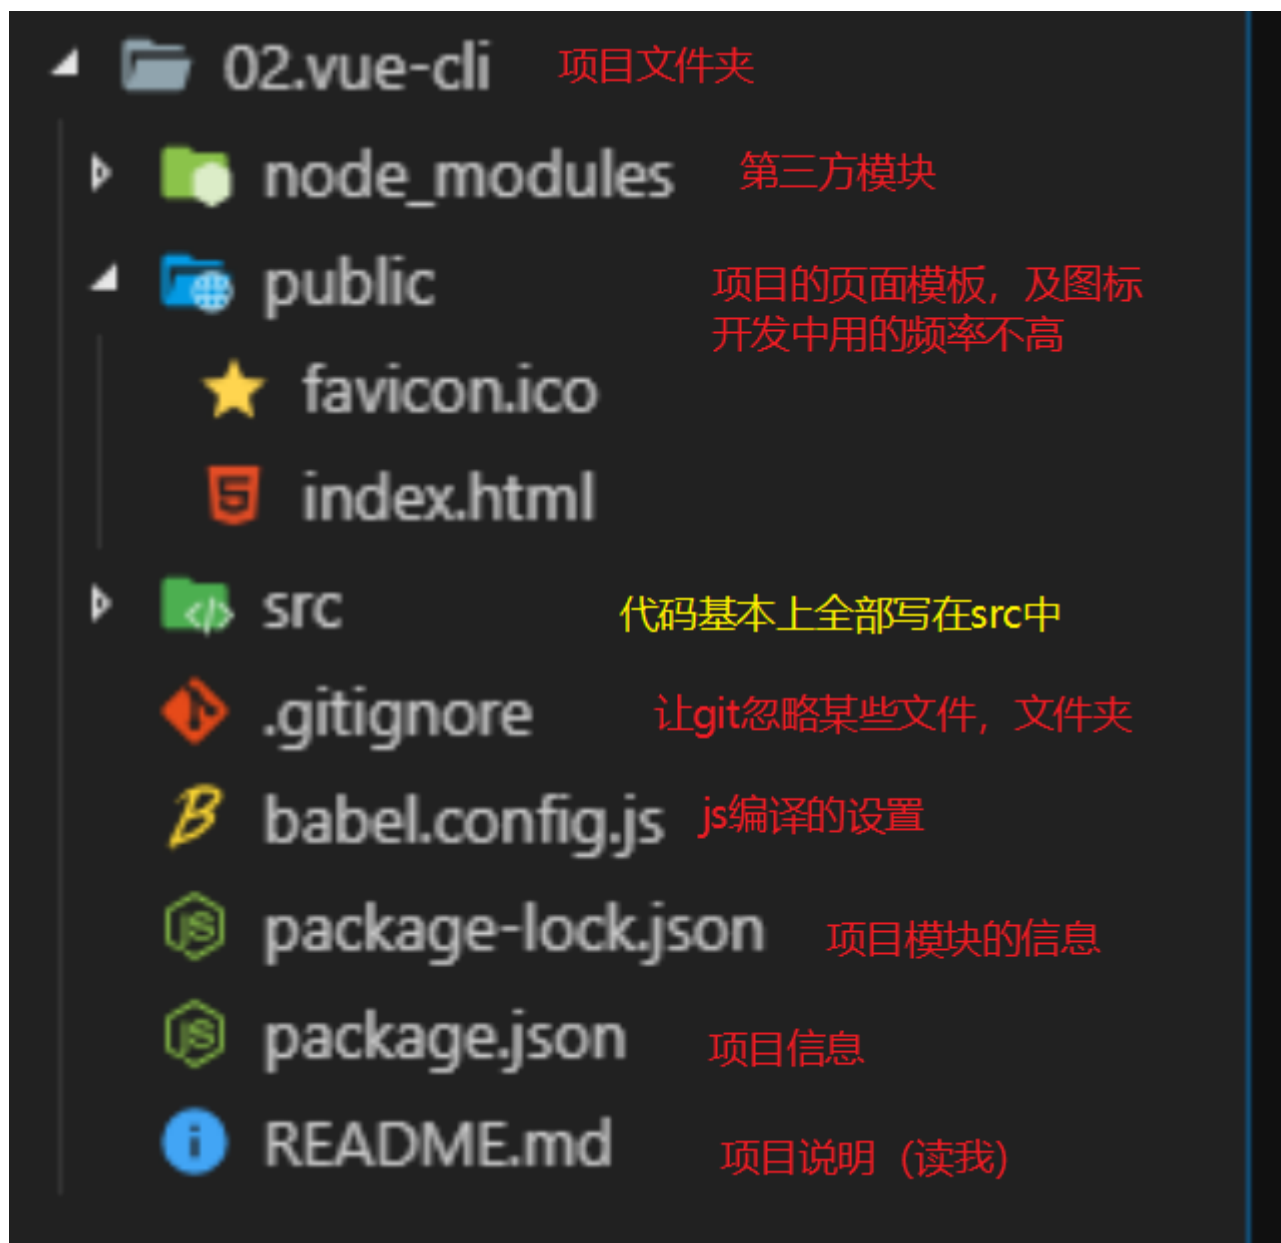 02.vue-cli 项目文件夹
node_modules 第三方模块
public 项目的页面模板，及图标
开发中用的频率不高
favicon.ico
index.html
src 代码基本上全部写在src中
.gitignore 让git忽略某些文件，文件夹
babel.config.js js编译的设置
package-lock.json 项目模块的信息
package.json 项目信息
README.md 项目说明（读我）